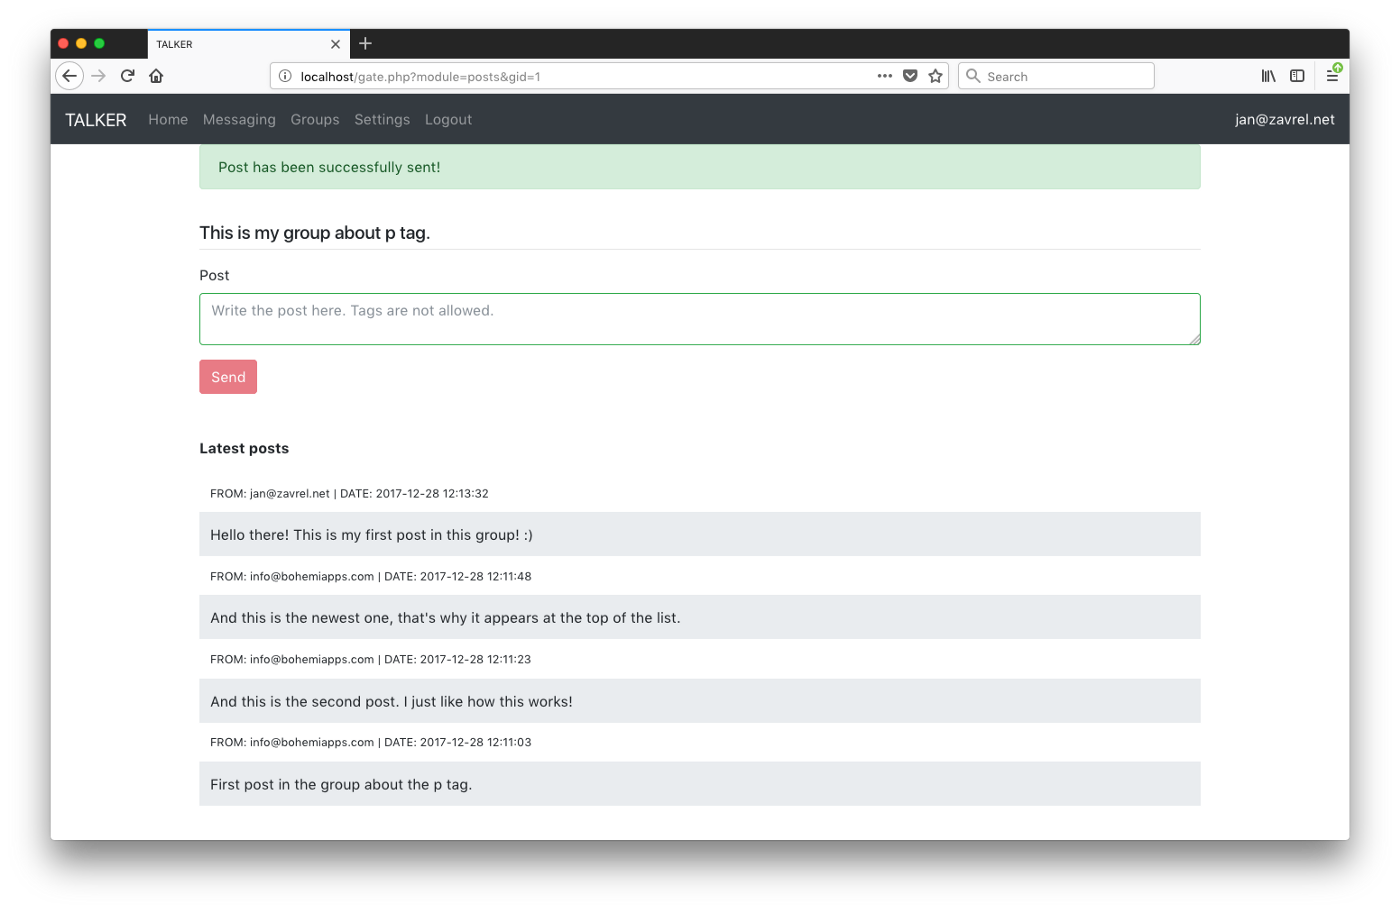 TALKER
localhost/gate.php?module=posts&gid=1
Search
TALKER Home Messaging Groups Settings Logout jan@zavrel.net
Post has been successfully sent!
This is my group about p tag.
Post
Write the post here. Tags are not allowed.
Send
Latest posts
FROM: jan@zavrel.net | DATE: 2017-12-28 12:13:32
Hello there! This is my first post in this group! :)
FROM: info@bohemiapps.com | DATE: 2017-12-28 12:11:48
And this is the newest one, that's why it appears at the top of the list.
FROM: info@bohemiapps.com | DATE: 2017-12-28 12:11:23
And this is the second post. I just like how this works!
FROM: info@bohemiapps.com | DATE: 2017-12-28 12:11:03
First post in the group about the p tag.